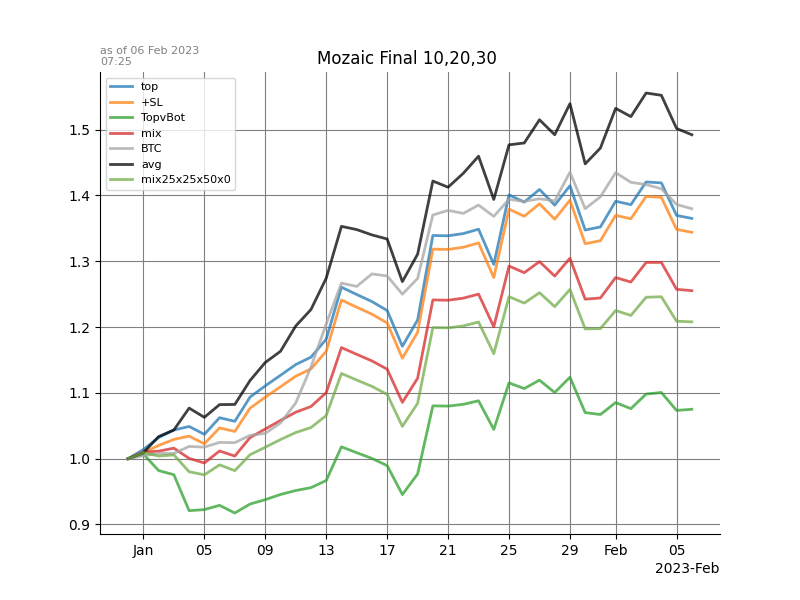 as of 06 Feb 2023
07:25
Mozaic Final 10,20,30
top
+SL
TopvBot
mix
BTC
avg
mix25x25x50x0
1.5
1.4
1.3
1.2
1.1
1.0
0.9
Jan 05 09 13 17 21 25 29 Feb 05
2023-Feb